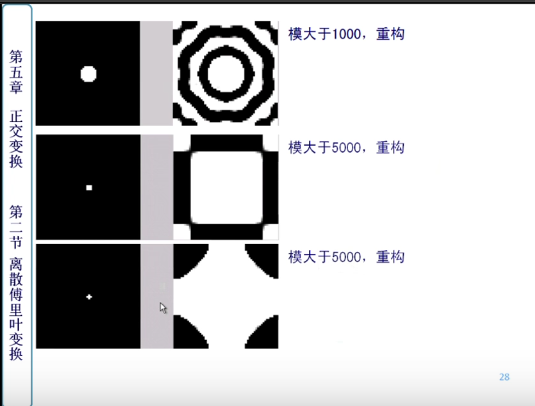 第五章 正交变换
第二节 离散傅里叶变换
模大于1000，重构
模大于5000，重构
模大于5000，重构
28